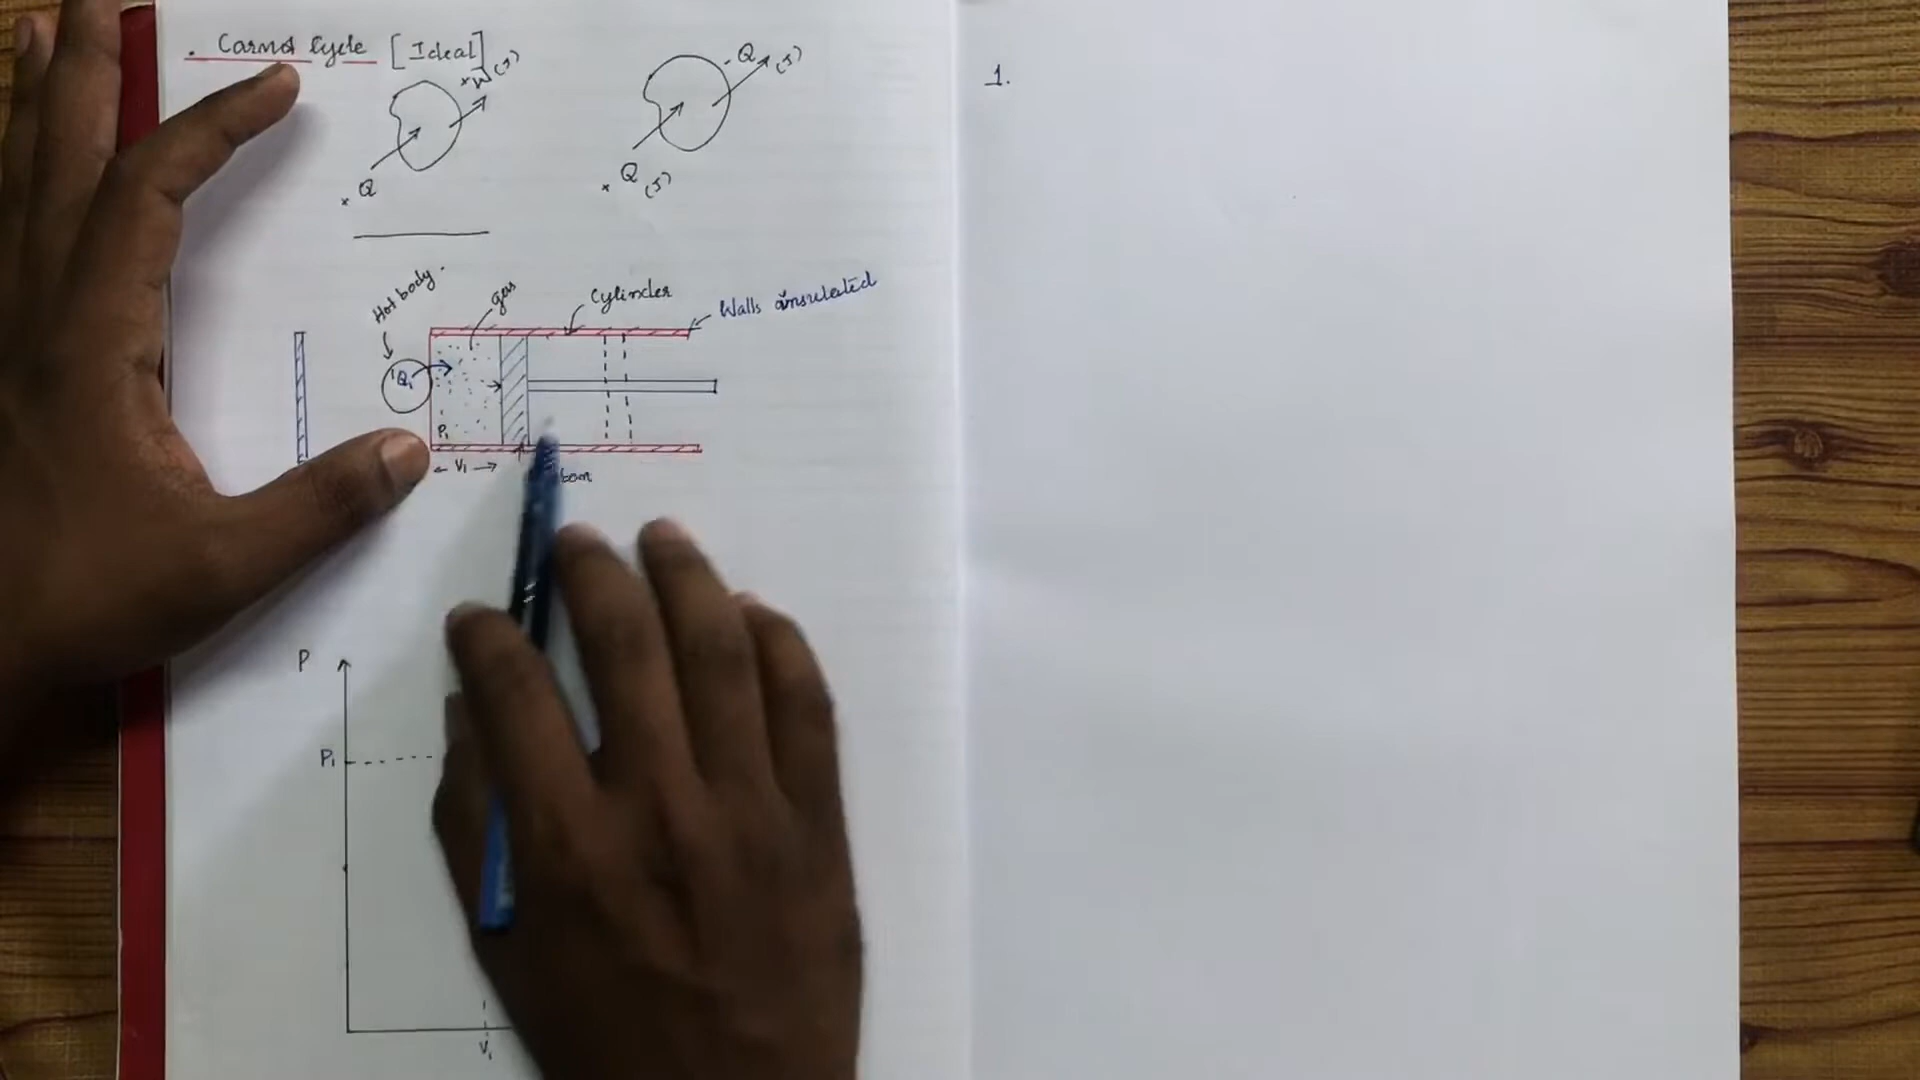 . Carnot Cycle [Ideal]
+W (J)
+ Q
- Q (J)
+ Q (J)
1.
Hot body.
gas
Cylinder
Walls insulated
Q₁
P₁
← V₁ →
P
P₁
V₁